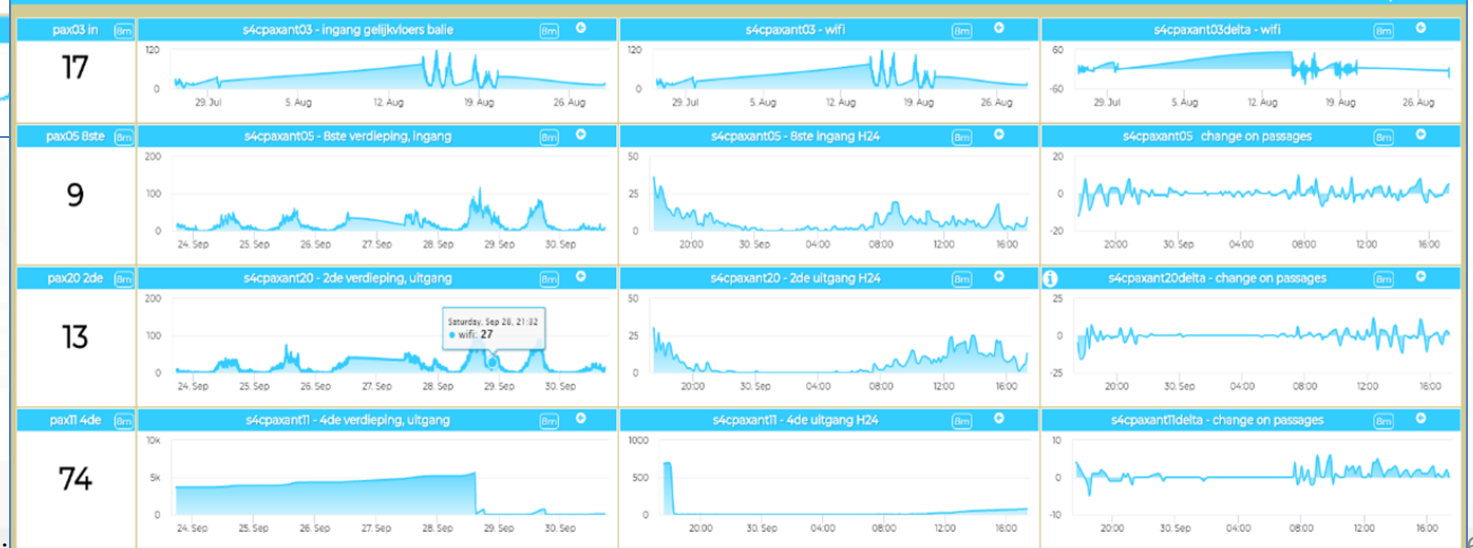 pax03 in 8m s4cpaxant03 - ingang gelijkvloers balie 8m s4cpaxant03 - wifi 8m s4cpaxant03delta - wifi 8m
17
120
0
29. Jul 5. Aug 12. Aug 19. Aug 26. Aug
120
0
29. Jul 5. Aug 12. Aug 19. Aug 26. Aug
60
-60
29. Jul 5. Aug 12. Aug 19. Aug 26. Aug
pax05 8ste 8m s4cpaxant05 - 8ste verdieping, ingang 8m s4cpaxant05 - 8ste ingang H24 8m s4cpaxant05 change on passages 8m
9
200
100
0
24. Sep 25. Sep 26. Sep 27. Sep 28. Sep 29. Sep 30. Sep
50
25
0
20:00 30. Sep 04:00 08:00 12:00 16:00
20
0
-20
20:00 30. Sep 04:00 08:00 12:00 16:00
pax20 2de 8m s4cpaxant20 - 2de verdieping, uitgang 8m s4cpaxant20 - 2de uitgang H24 8m s4cpaxant20delta - change on passages 8m
13
200
100
0
Saturday, Sep 28, 21:32
wifi: 27
24. Sep 25. Sep 26. Sep 27. Sep 28. Sep 29. Sep 30. Sep
50
25
0
20:00 30. Sep 04:00 08:00 12:00 16:00
25
0
-25
20:00 30. Sep 04:00 08:00 12:00 16:00
pax11 4de 8m s4cpaxant11 - 4de verdieping, uitgang 8m s4cpaxant11 - 4de uitgang H24 8m s4cpaxant11delta - change on passages 8m
74
10k
5k
0
24. Sep 25. Sep 26. Sep 27. Sep 28. Sep 29. Sep 30. Sep
1000
500
0
20:00 30. Sep 04:00 08:00 12:00 16:00
10
0
-10
20:00 30. Sep 04:00 08:00 12:00 16:00